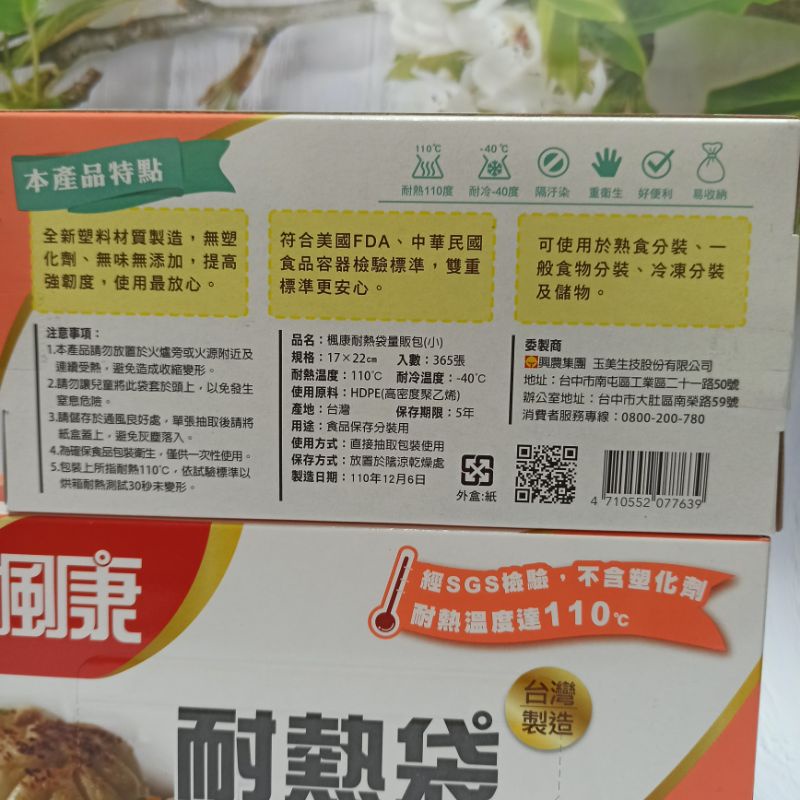 本產品特點
110℃
-40℃
耐熱110度
耐冷-40度
隔汙染
重衛生
好便利
易收納
全新塑料材質製造，無塑
化劑、無味無添加，提高
強韌度，使用最放心。
符合美國FDA、中華民國
食品容器檢驗標準，雙重
標準更安心。
可使用於熟食分裝、一
般食物分裝、冷凍分裝
及儲物。
注意事項：
1.本產品請勿放置於火爐旁或火源附近及
連續受熱，避免造成收縮變形。
2.請勿讓兒童將此袋套於頭上，以免發生
窒息危險。
3.請儲存於通風良好處，單張抽取後請將
紙盒蓋上，避免灰塵落入。
4.為確保食品包裝衛生，僅供一次性使用。
5.包裝上所指耐熱110℃，依試驗標準以
烘箱耐熱測試30秒未變形。
品名：楓康耐熱袋量販包(小)
規格：17×22㎝ 入數：365張
耐熱溫度：110℃ 耐冷溫度：-40℃
使用原料：HDPE(高密度聚乙烯)
產地：台灣 保存期限：5年
用途：食品保存分裝用
使用方式：直接抽取包裝使用
保存方式：放置於陰涼乾燥處
製造日期：110年12月6日
外盒:紙
委製商
興農集團 玉美生技股份有限公司
地址：台中市南屯區工業區二十一路50號
辦公室地址：台中市大肚區南榮路59號
消費者服務專線：0800-200-780
4 710552 077639
楓康
經SGS檢驗，不含塑化劑
耐熱溫度達110℃
台灣
製造
耐熱袋